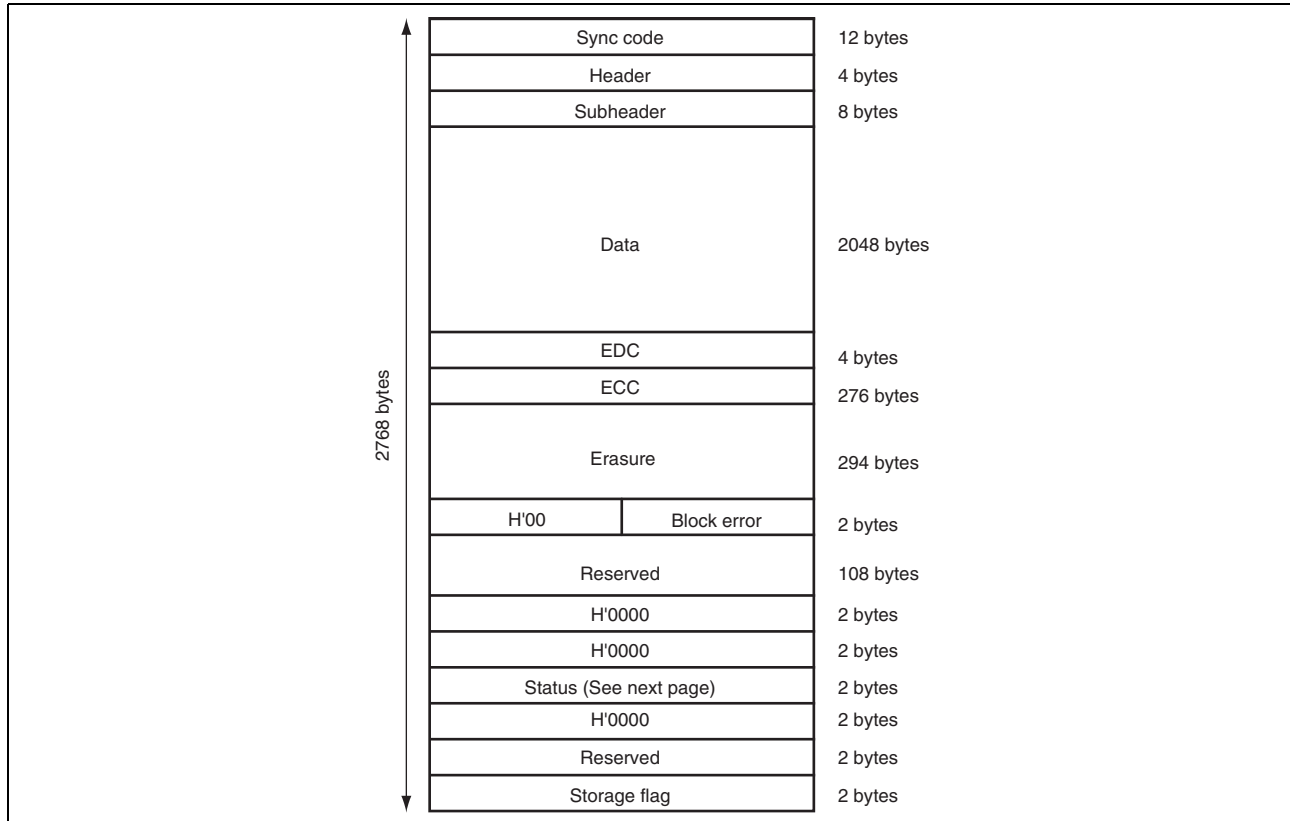 Sync code 12 bytes
Header 4 bytes
Subheader 8 bytes
Data 2048 bytes
EDC 4 bytes
ECC 276 bytes
2768 bytes
Erasure 294 bytes
H'00 Block error 2 bytes
Reserved 108 bytes
H'0000 2 bytes
H'0000 2 bytes
Status (See next page) 2 bytes
H'0000 2 bytes
Reserved 2 bytes
Storage flag 2 bytes